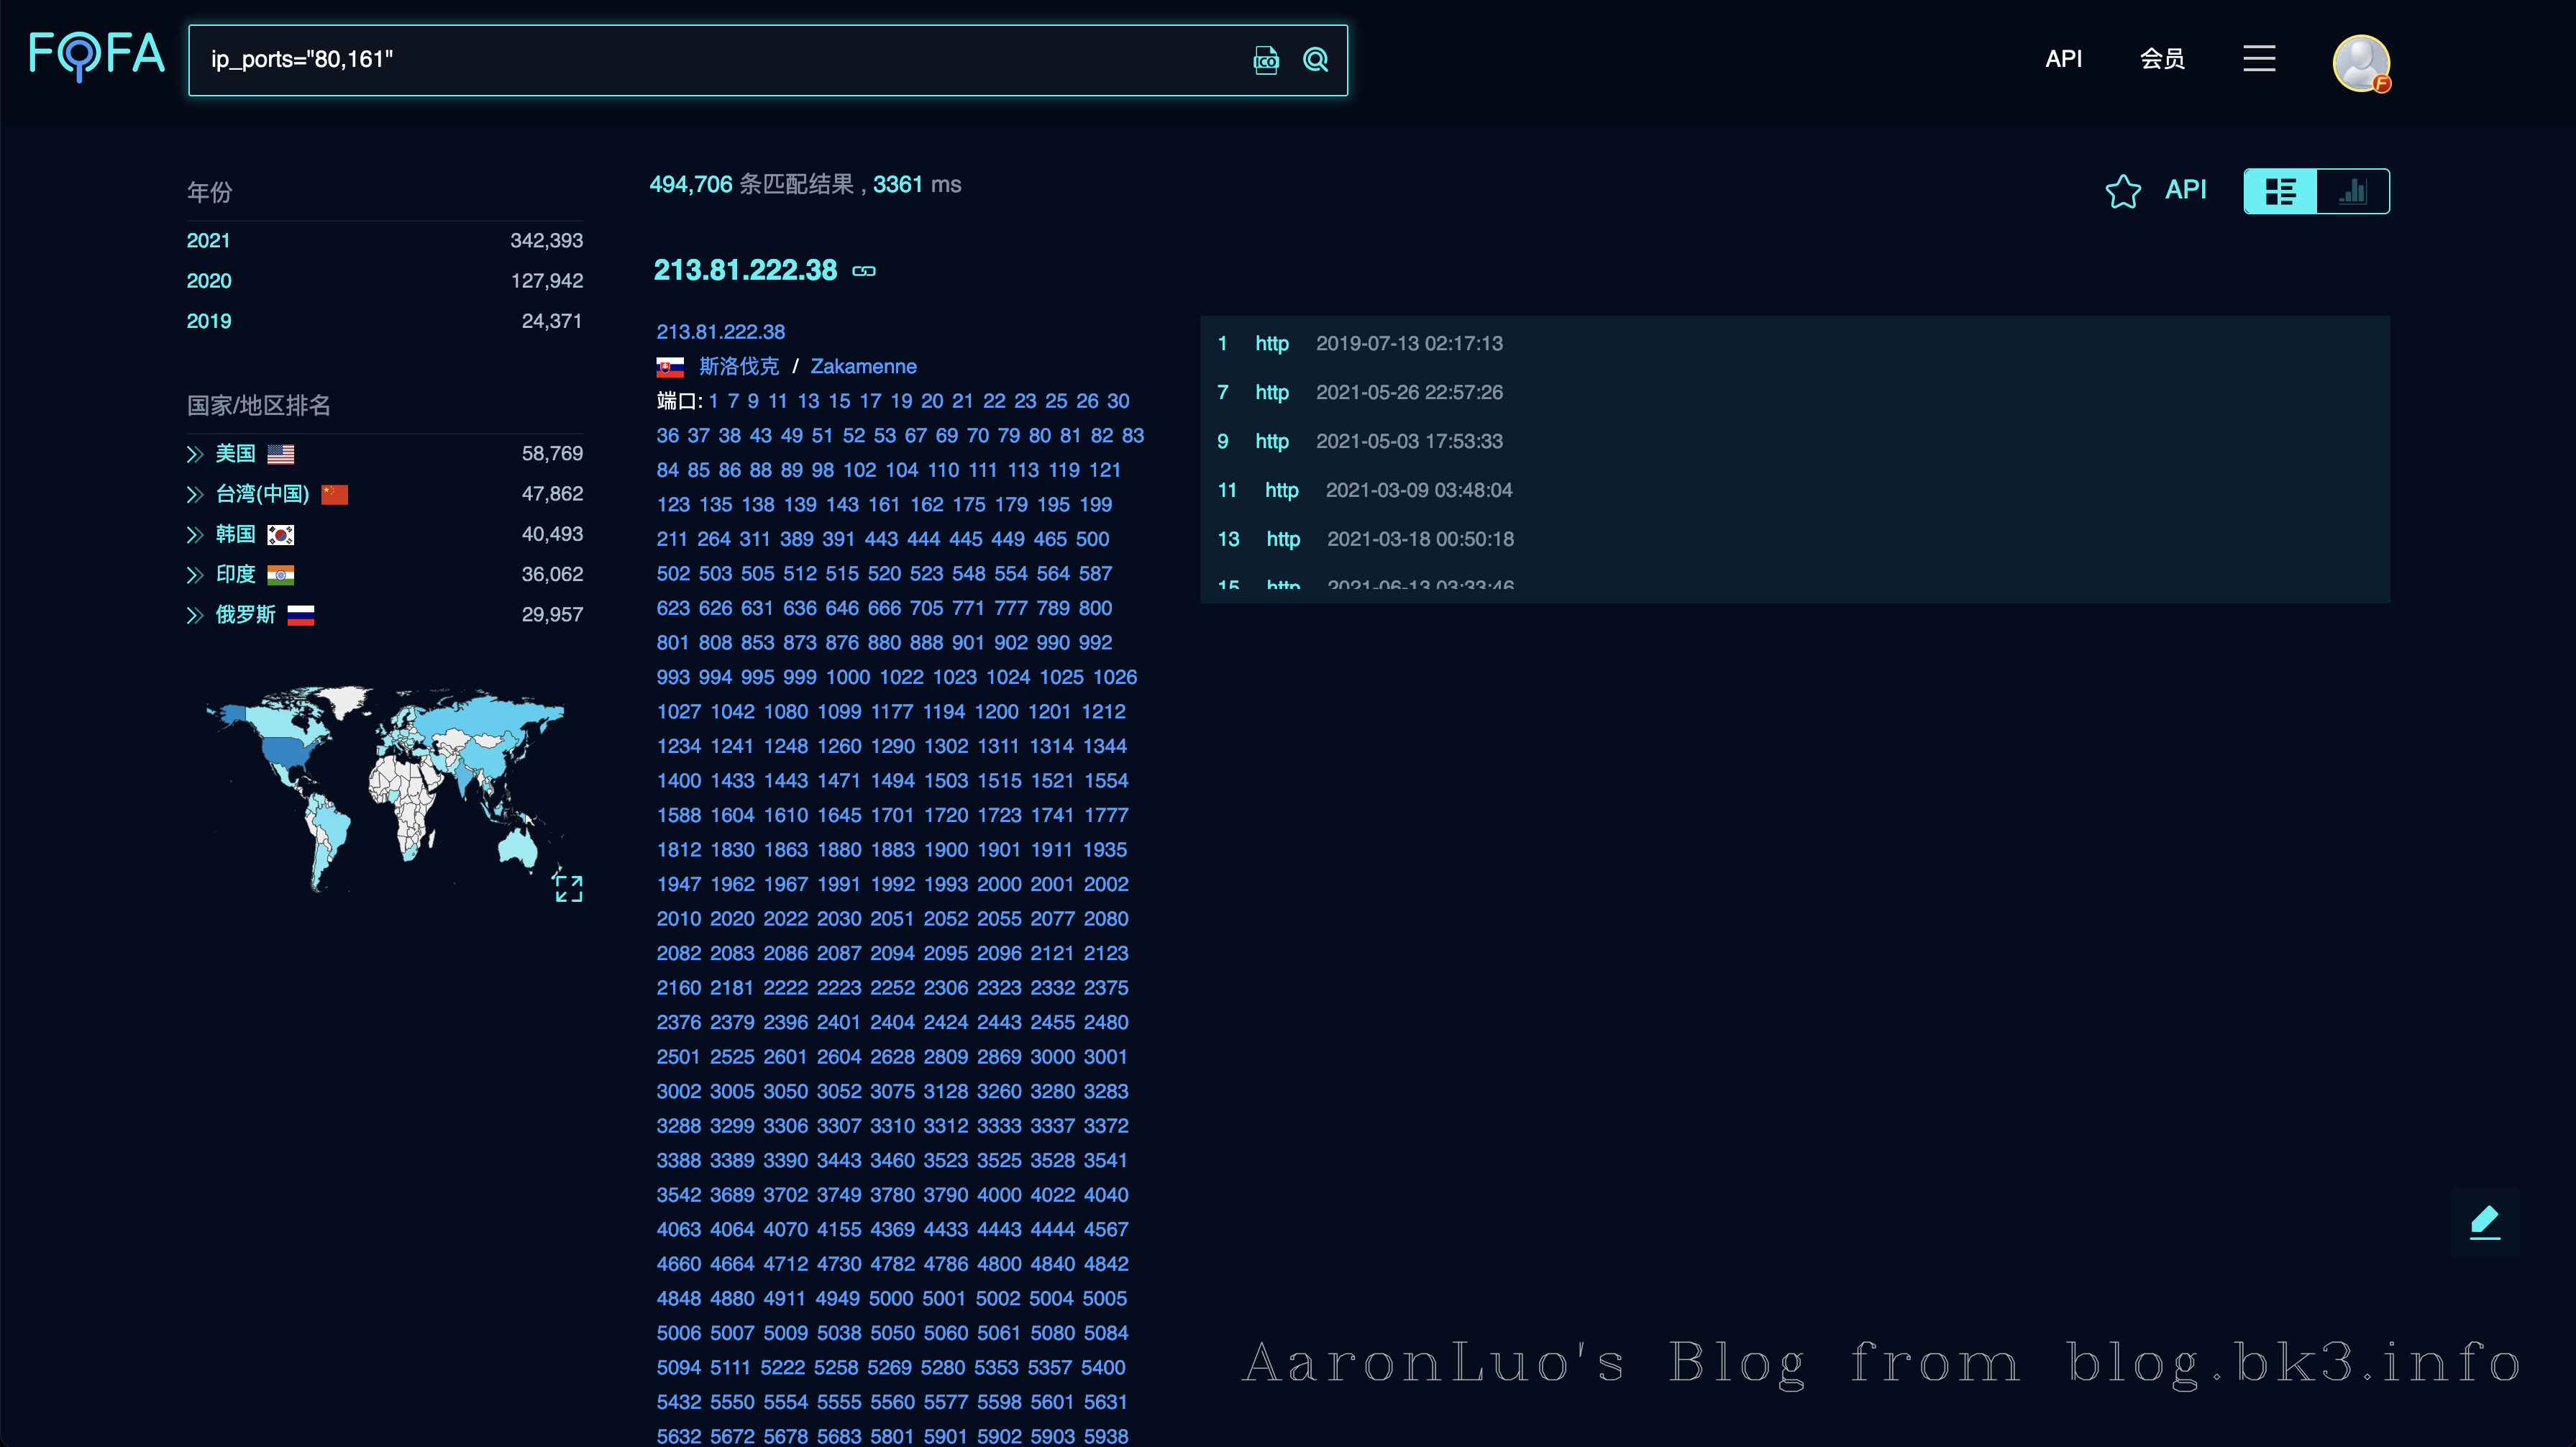 FOFA
ip_ports="80,161"
ICO
API
会员
F
年份
2021 342,393
2020 127,942
2019 24,371
国家/地区排名
美国 58,769
台湾(中国) 47,862
韩国 40,493
印度 36,062
俄罗斯 29,957
494,706 条匹配结果 , 3361 ms
API
213.81.222.38
213.81.222.38
斯洛伐克 / Zakamenne
端口: 1 7 9 11 13 15 17 19 20 21 22 23 25 26 30
36 37 38 43 49 51 52 53 67 69 70 79 80 81 82 83
84 85 86 88 89 98 102 104 110 111 113 119 121
123 135 138 139 143 161 162 175 179 195 199
211 264 311 389 391 443 444 445 449 465 500
502 503 505 512 515 520 523 548 554 564 587
623 626 631 636 646 666 705 771 777 789 800
801 808 853 873 876 880 888 901 902 990 992
993 994 995 999 1000 1022 1023 1024 1025 1026
1027 1042 1080 1099 1177 1194 1200 1201 1212
1234 1241 1248 1260 1290 1302 1311 1314 1344
1400 1433 1443 1471 1494 1503 1515 1521 1554
1588 1604 1610 1645 1701 1720 1723 1741 1777
1812 1830 1863 1880 1883 1900 1901 1911 1935
1947 1962 1967 1991 1992 1993 2000 2001 2002
2010 2020 2022 2030 2051 2052 2055 2077 2080
2082 2083 2086 2087 2094 2095 2096 2121 2123
2160 2181 2222 2223 2252 2306 2323 2332 2375
2376 2379 2396 2401 2404 2424 2443 2455 2480
2501 2525 2601 2604 2628 2809 2869 3000 3001
3002 3005 3050 3052 3075 3128 3260 3280 3283
3288 3299 3306 3307 3310 3312 3333 3337 3372
3388 3389 3390 3443 3460 3523 3525 3528 3541
3542 3689 3702 3749 3780 3790 4000 4022 4040
4063 4064 4070 4155 4369 4433 4443 4444 4567
4660 4664 4712 4730 4782 4786 4800 4840 4842
4848 4880 4911 4949 5000 5001 5002 5004 5005
5006 5007 5009 5038 5050 5060 5061 5080 5084
5094 5111 5222 5258 5269 5280 5353 5357 5400
5432 5550 5554 5555 5560 5577 5598 5601 5631
5632 5672 5678 5683 5801 5901 5902 5903 5938
1 http 2019-07-13 02:17:13
7 http 2021-05-26 22:57:26
9 http 2021-05-03 17:53:33
11 http 2021-03-09 03:48:04
13 http 2021-03-18 00:50:18
15 http 2021-06-13 03:33:46
AaronLuo's Blog from blog.bk3.info